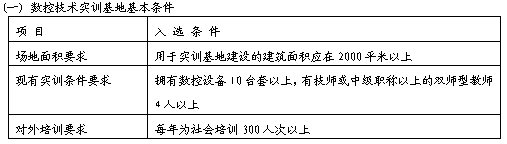 (一) 数控技术实训基地基本条件
项 目 入 选 条 件
场地面积要求 用于实训基地建设的建筑面积应在 2000 平米以上
现有实训条件要求 拥有数控设备 10 台套以上，有技师或中级职称以上的双师型教师
4 人以上
对外培训要求 每年为社会培训 300 人次以上